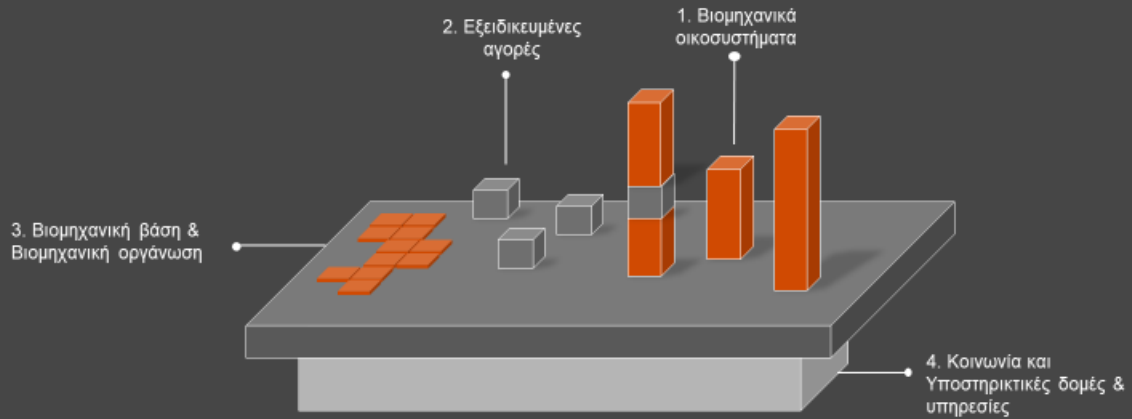 1. Βιομηχανικά
οικοσυστήματα
2. Εξειδικευμένες
αγορές
3. Βιομηχανική βάση &
Βιομηχανική οργάνωση
4. Κοινωνία και
Υποστηρικτικές δομές &
υπηρεσίες